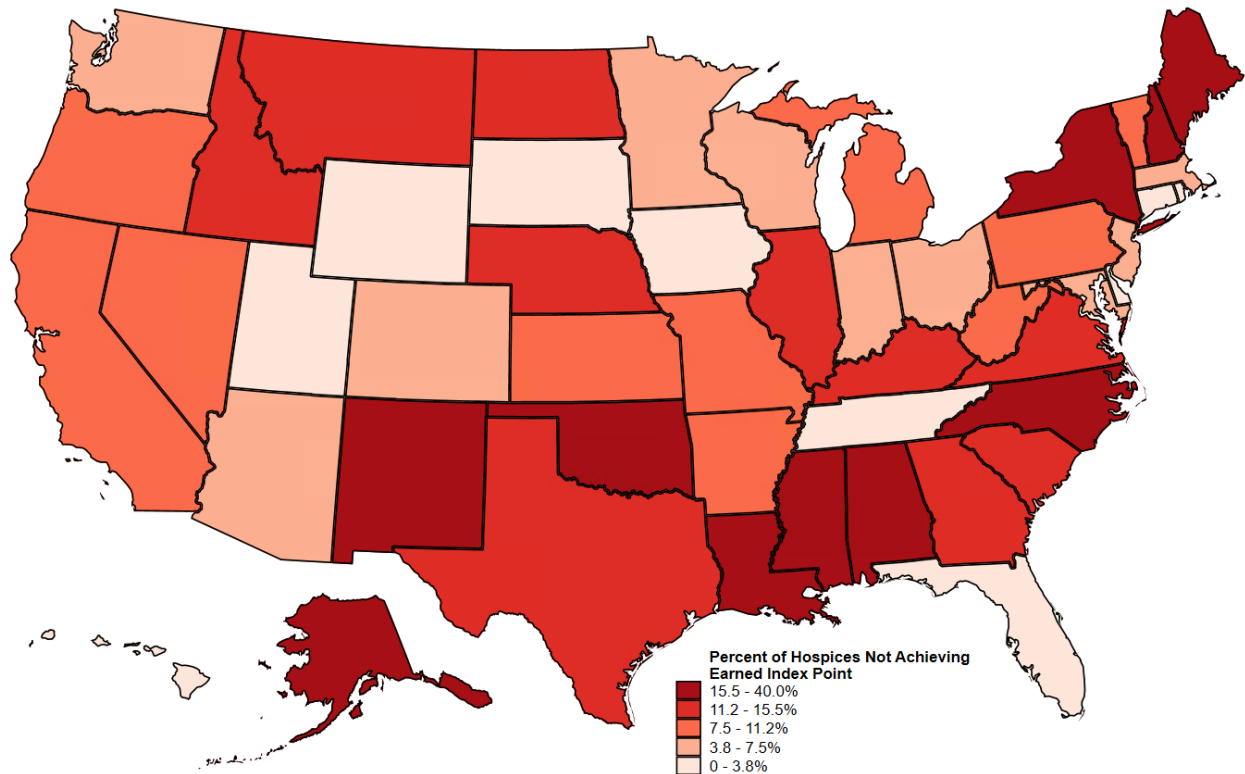 Percent of Hospices Not Achieving
Earned Index Point
15.5 - 40.0%
11.2 - 15.5%
7.5 - 11.2%
3.8 - 7.5%
0 - 3.8%